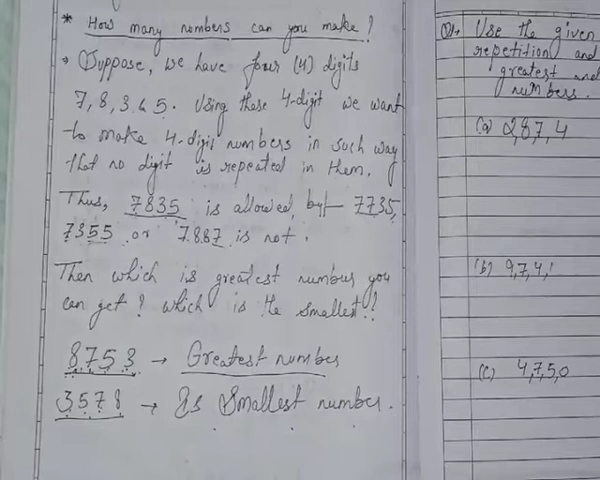 * How many numbers can you make?
Suppose, we have four (4) digits
7, 8, 3 & 5. Using these 4-digit we want
to make 4-digit numbers in such way
that no digit is repeated in them.
Thus, 7835 is allowed but 7735,
7355 or 7887 is not.
Then which is greatest number you
can get? Which is the smallest?
8753 → Greatest number
3578 → Is Smallest number.
Q1. Use the given
repetition and
greatest and
numbers.
(a) 2,8,7,4
(b) 9,7,4,1
(c) 4,7,5,0